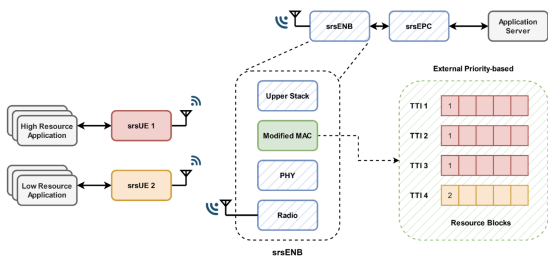 srsENB
srsEPC
Application
Server
External Priority-based
Upper Stack
TTI 1
1
High Resource
Application
srsUE 1
Modified MAC
TTI 2
1
TTI 3
1
Low Resource
Application
srsUE 2
PHY
TTI 4
2
Radio
Resource Blocks
srsENB